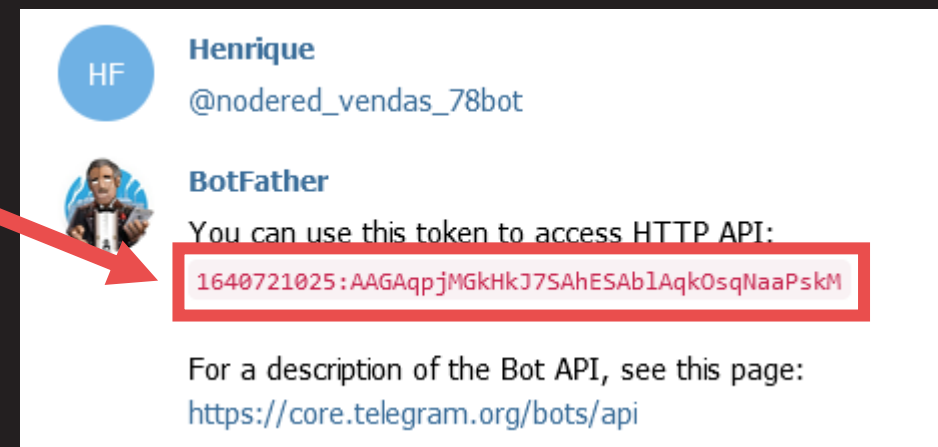 HF
Henrique
@nodered_vendas_78bot
BotFather
You can use this token to access HTTP API:
1640721025:AAGAqpjMGkHkJ7SAhESAblAqkOsqNaaPskM
For a description of the Bot API, see this page:
https://core.telegram.org/bots/api